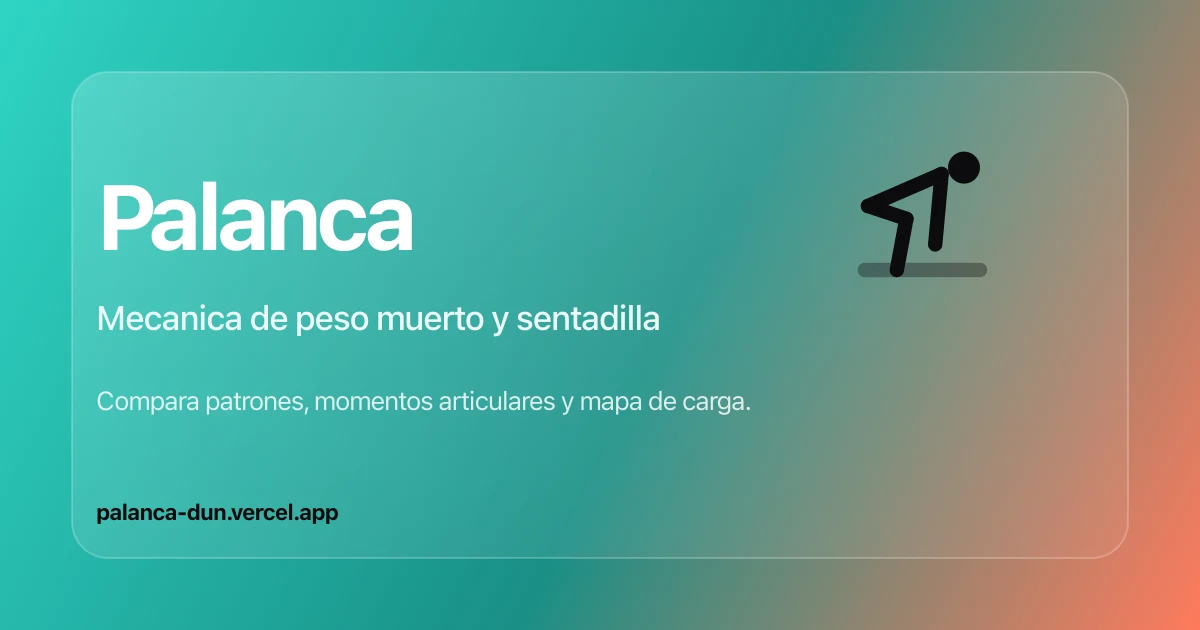 Palanca
Mecanica de peso muerto y sentadilla
Compara patrones, momentos articulares y mapa de carga.
palanca-dun.vercel.app